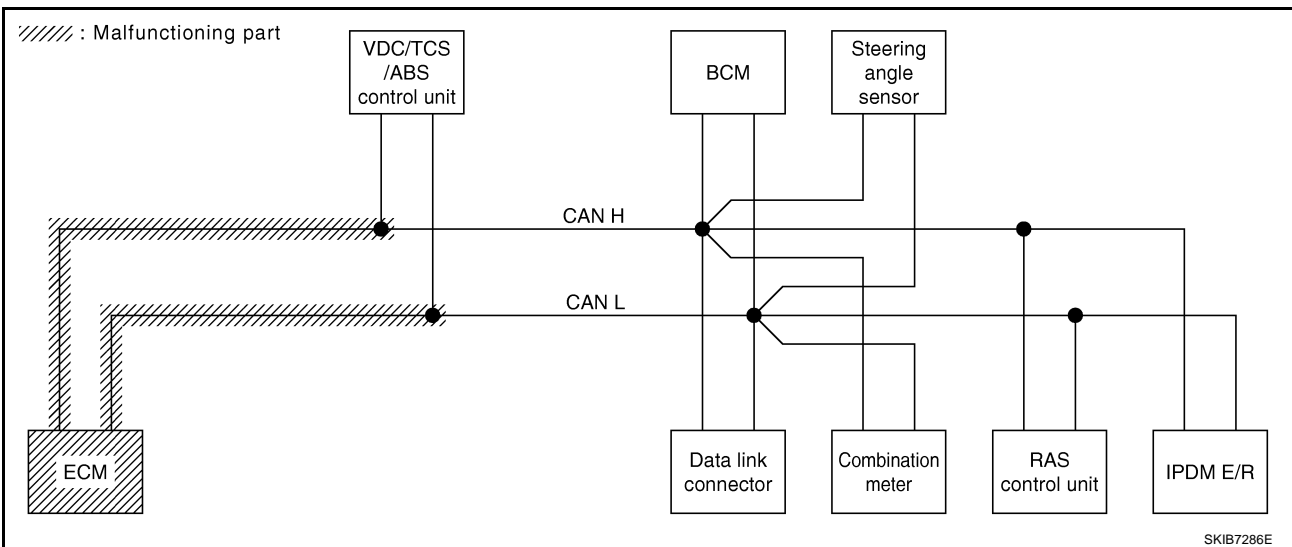 : Malfunctioning part
VDC/TCS
/ABS
control unit
BCM
Steering
angle
sensor
CAN H
CAN L
ECM
Data link
connector
Combination
meter
RAS
control unit
IPDM E/R
SKIB7286E